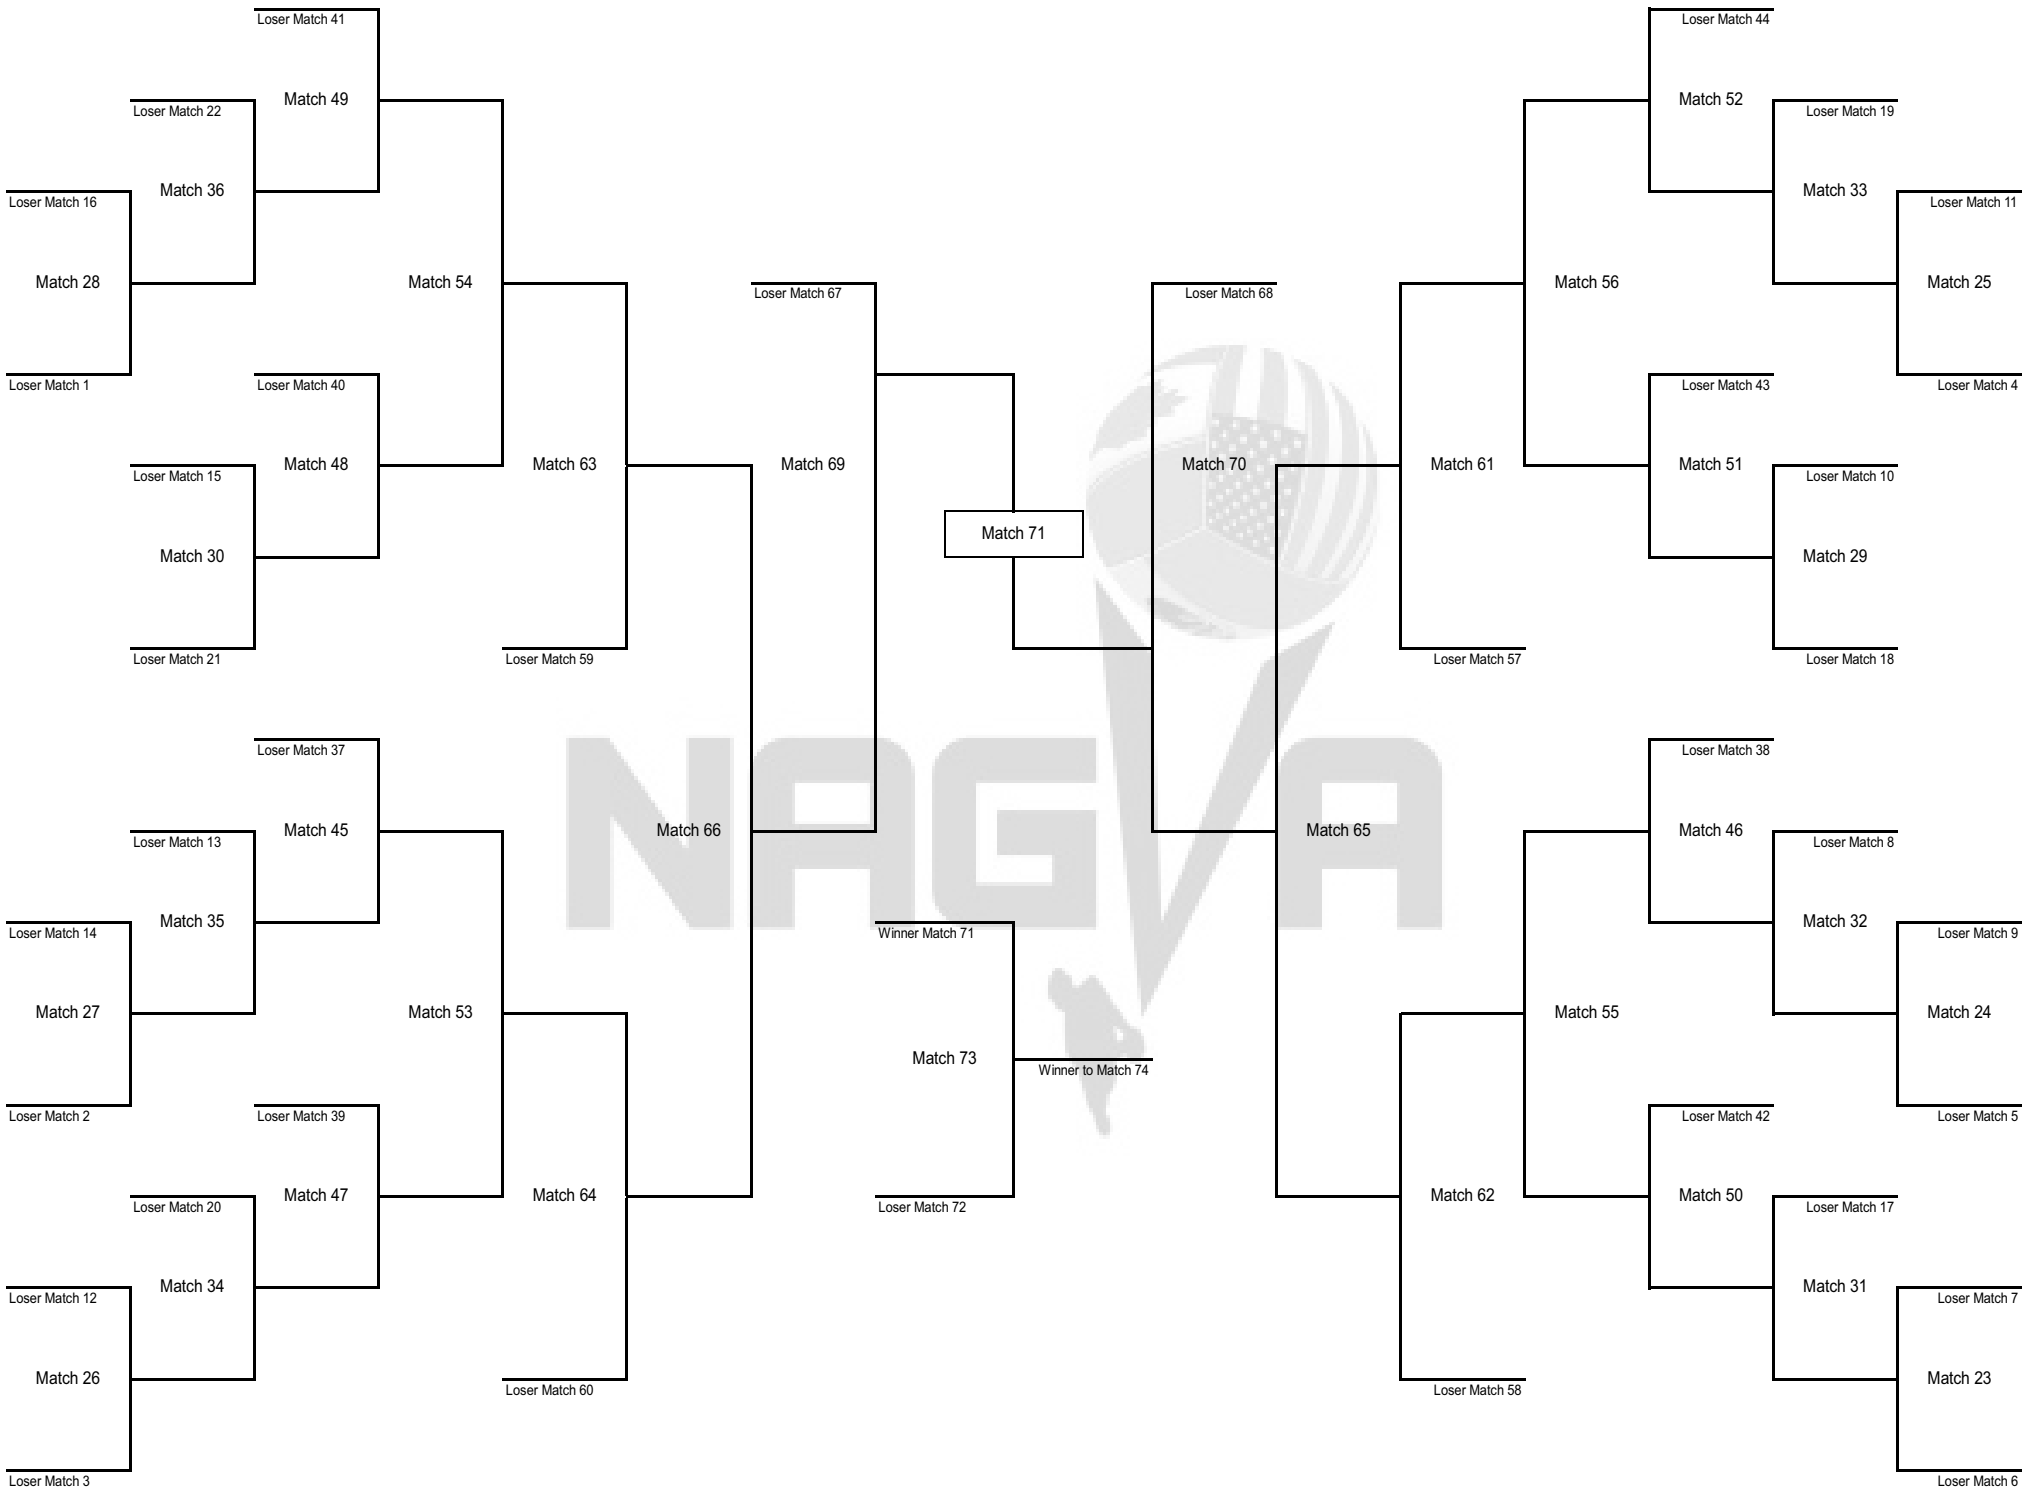 Loser Match 41
Loser Match 44
Match 49
Match 52
Loser Match 22
Loser Match 19
Match 36
Match 33
Loser Match 16
Loser Match 11
Match 28
Match 54
Loser Match 67
Loser Match 68
Match 56
Match 25
Loser Match 1
Loser Match 40
Loser Match 43
Loser Match 4
Match 48
Match 63
Match 69
Match 70
Match 61
Match 51
Loser Match 15
Loser Match 10
Match 71
Match 30
Match 29
Loser Match 21
Loser Match 59
Loser Match 57
Loser Match 18
Loser Match 37
Loser Match 38
NAGVA
Match 45
Match 66
Match 65
Match 46
Loser Match 13
Loser Match 8
Match 35
Match 32
Loser Match 14
Winner Match 71
Loser Match 9
Match 27
Match 53
Match 55
Match 24
Match 73
Winner to Match 74
Loser Match 2
Loser Match 39
Loser Match 42
Loser Match 5
Match 47
Match 64
Match 62
Match 50
Loser Match 20
Loser Match 72
Loser Match 17
Match 34
Match 31
Loser Match 12
Loser Match 7
Match 26
Match 23
Loser Match 60
Loser Match 58
Loser Match 3
Loser Match 6